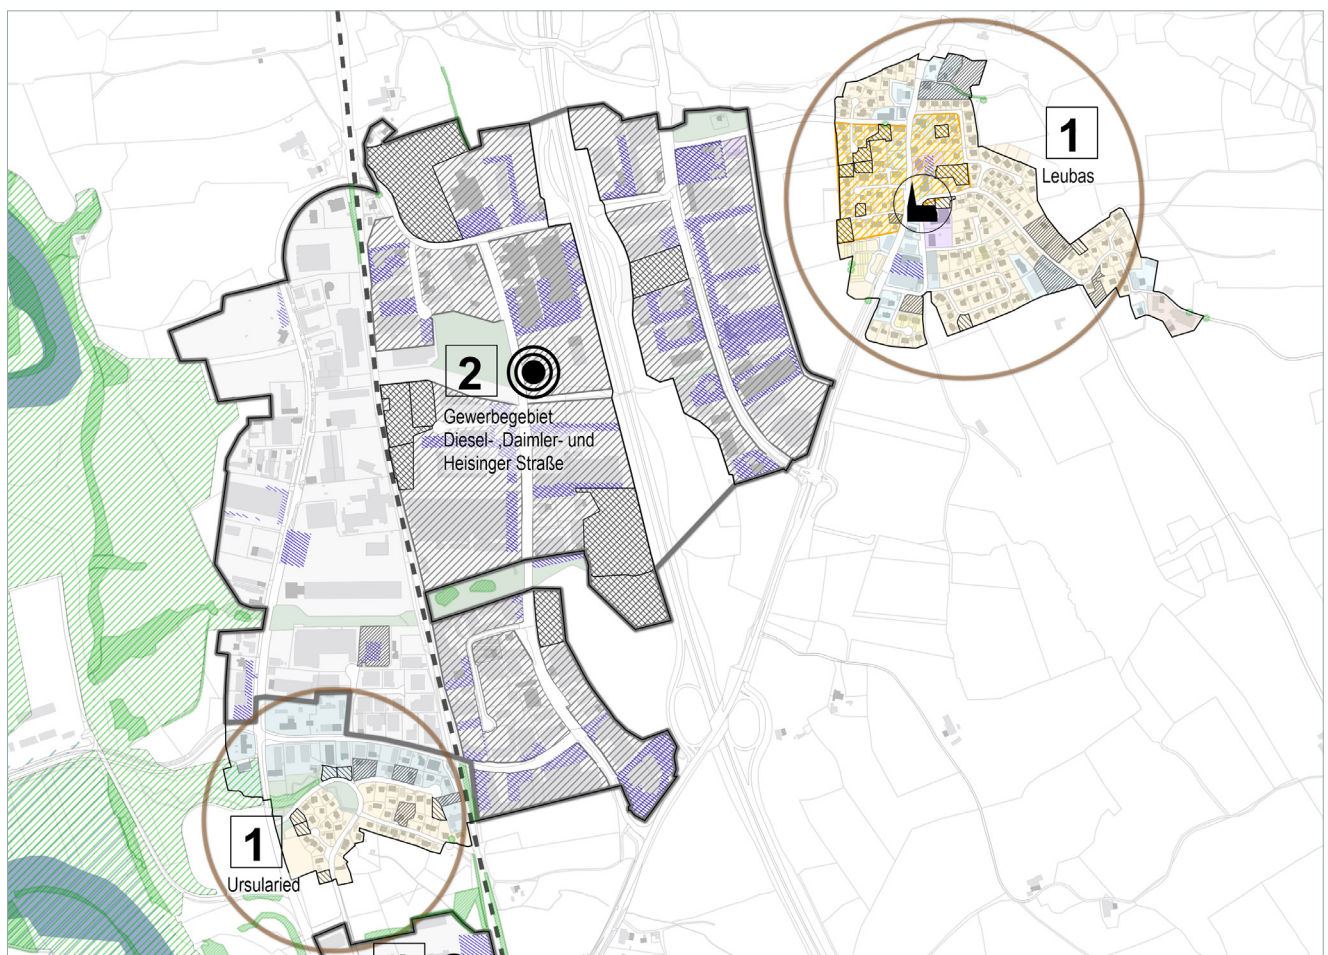 1
Leubas
2
Gewerbegebiet
Diesel- ,Daimler- und
Heisinger Straße
1
Ursularied